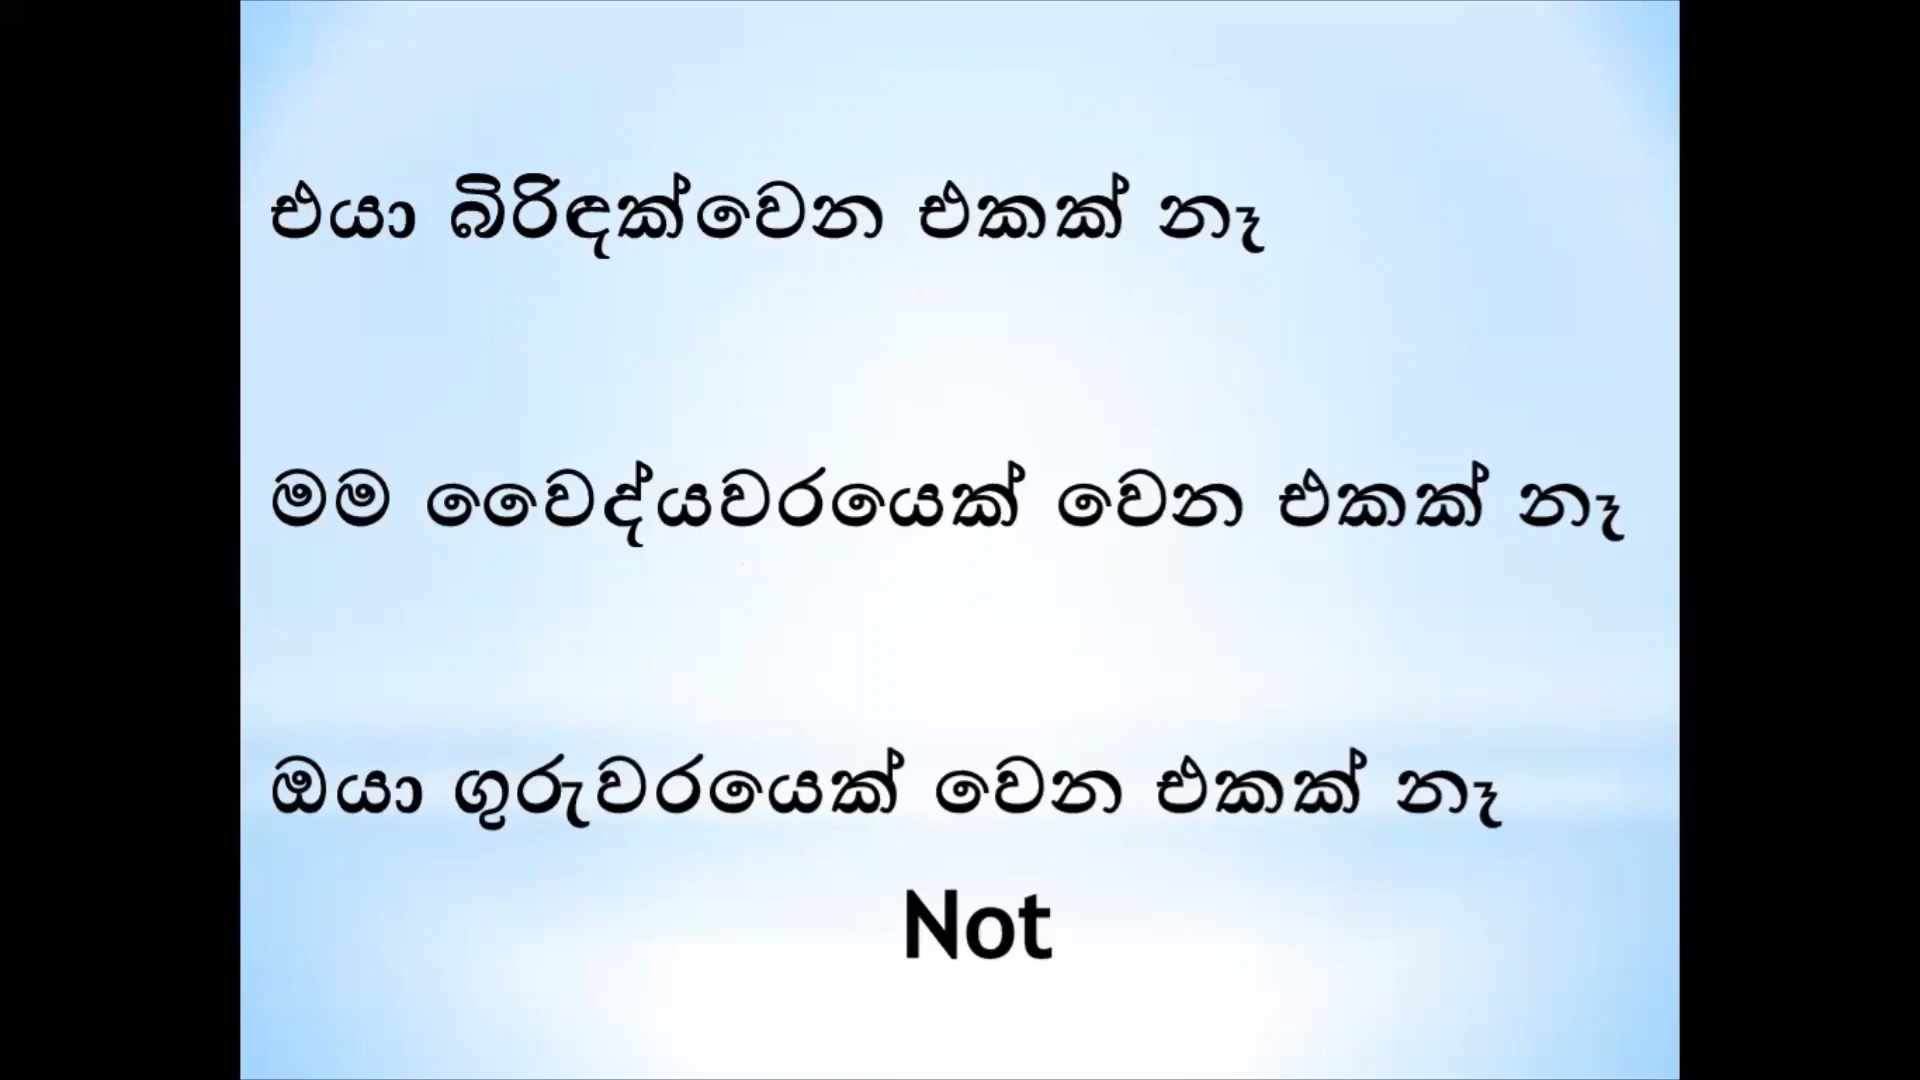 එයා බිරිඳක්වෙන එකක් නෑ
මම වෛද්යවරයෙක් වෙන එකක් නෑ
ඔයා ගුරුවරයෙක් වෙන එකක් නෑ
Not